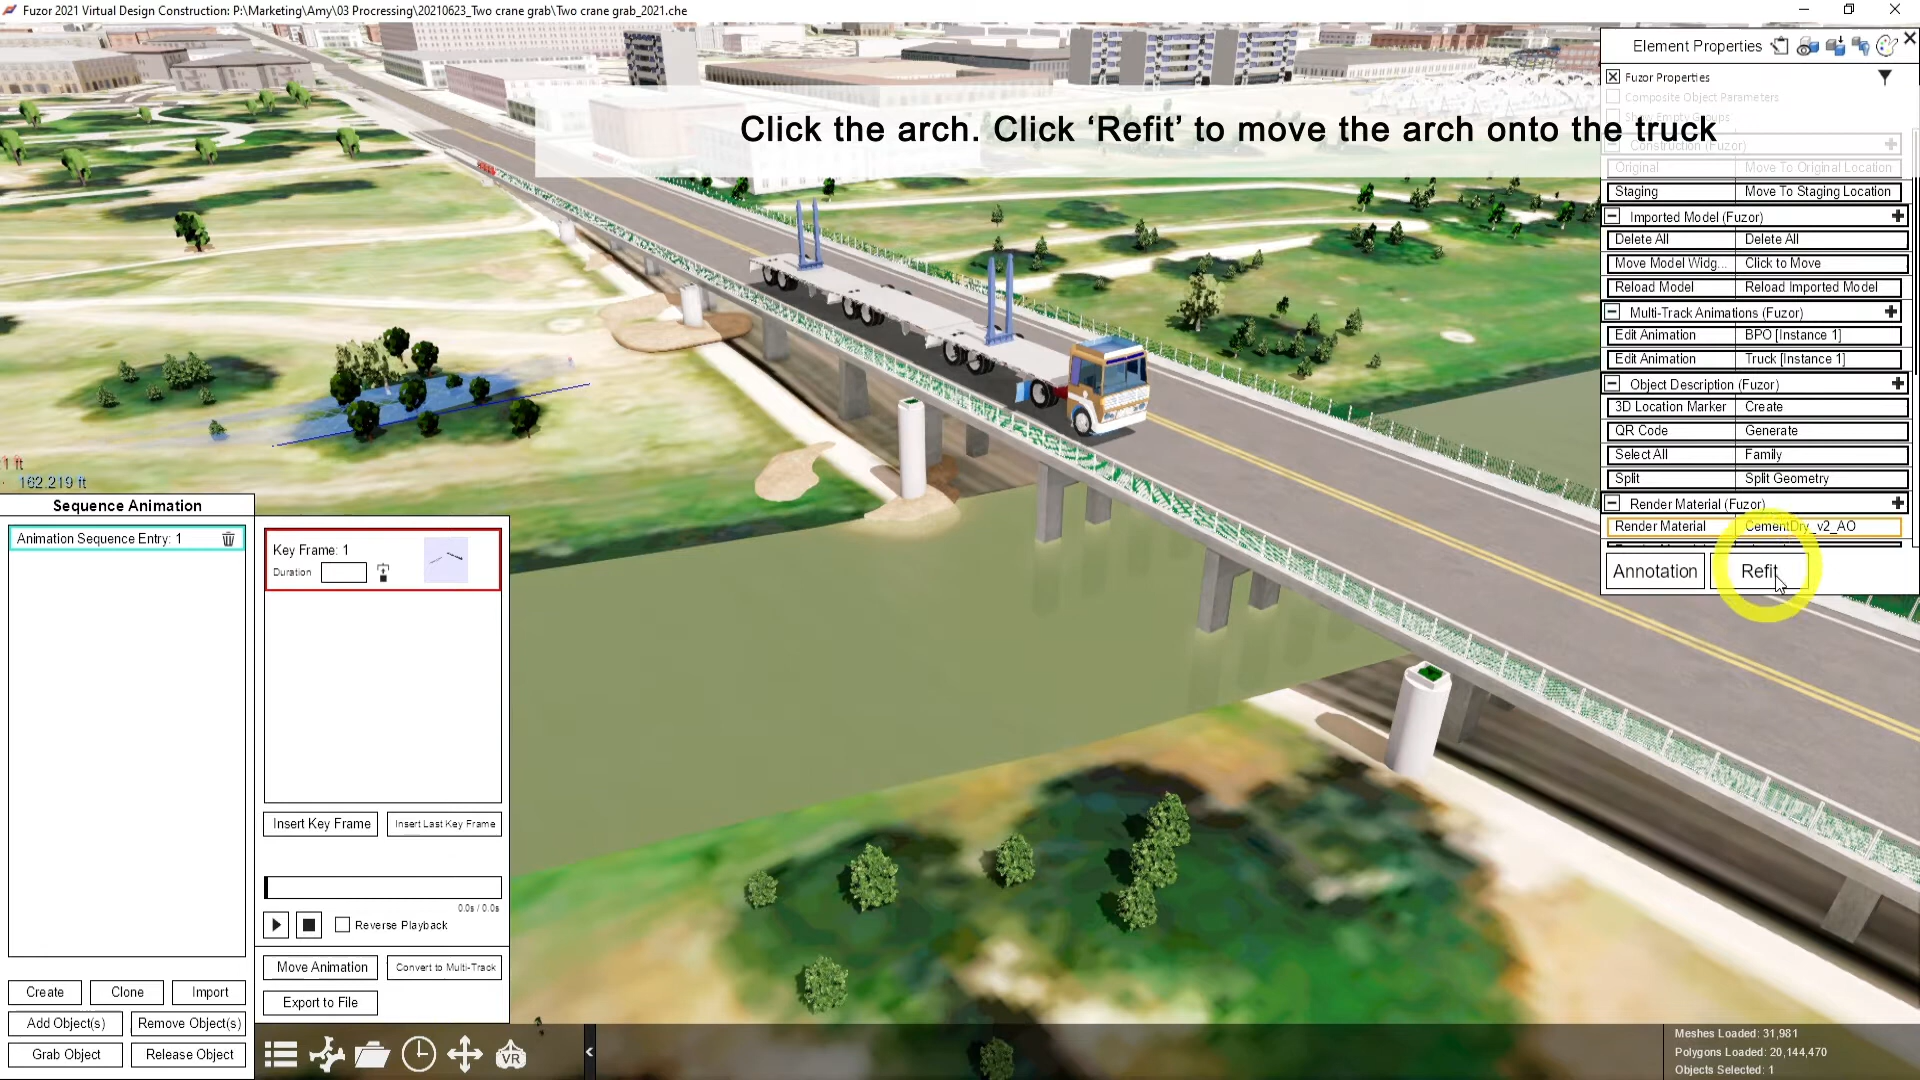 Fuzor 2021 Virtual Design Construction: P:\Marketing\Amy\03 Procressing\20210623_Two crane grab\Two crane grab_2021.che
Click the arch. Click ‘Refit’ to move the arch onto the truck
Element Properties
Fuzor Properties
Composite Object Parameters
Show Empty Groups
Construction (Fuzor)
Original Move To Original Location
Staging Move To Staging Location
Imported Model (Fuzor)
Delete All Delete All
Move Model Widg... Click to Move
Reload Model Reload Imported Model
Multi-Track Animations (Fuzor)
Edit Animation BPO [Instance 1]
Edit Animation Truck [Instance 1]
Object Description (Fuzor)
3D Location Marker Create
QR Code Generate
Select All Family
Split Split Geometry
Render Material (Fuzor)
Render Material CementDry_v2_AO
Annotation Refit
1 ft
162.219 ft
Sequence Animation
Animation Sequence Entry: 1
Key Frame: 1
Duration
Insert Key Frame Insert Last Key Frame
0.0s / 0.0s
Reverse Playback
Move Animation Convert to Multi-Track
Export to File
Create Clone Import
Add Object(s) Remove Object(s)
Grab Object Release Object
VR
<
Meshes Loaded: 31,981
Polygons Loaded: 20,144,470
Objects Selected: 1